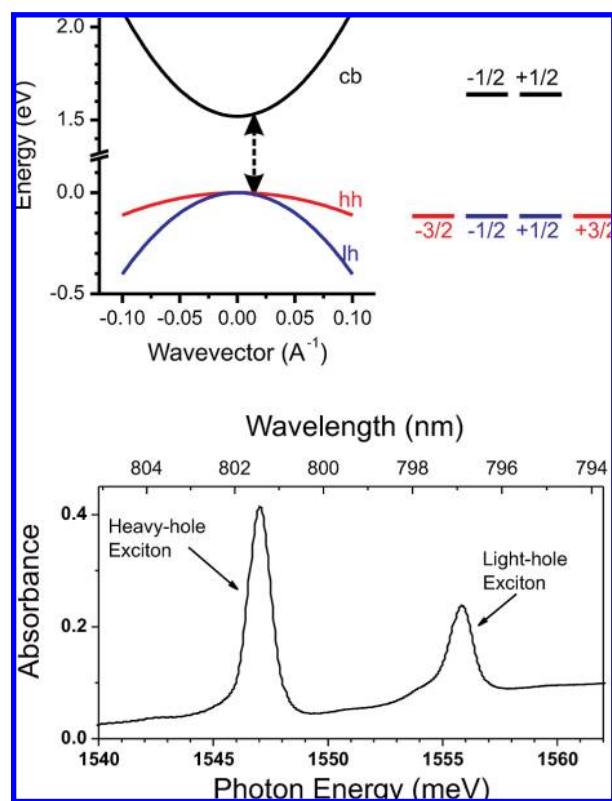 2.0
1.5
0.0
-0.5
Energy (eV)
cb
hh
lh
-0.10 -0.05 0.00 0.05 0.10
Wavevector (A⁻¹)
-1/2 +1/2
-3/2 -1/2 +1/2 +3/2
Wavelength (nm)
804 802 800 798 796 794
0.4
0.2
0.0
Absorbance
Heavy-hole
Exciton
Light-hole
Exciton
1540 1545 1550 1555 1560
Photon Energy (meV)